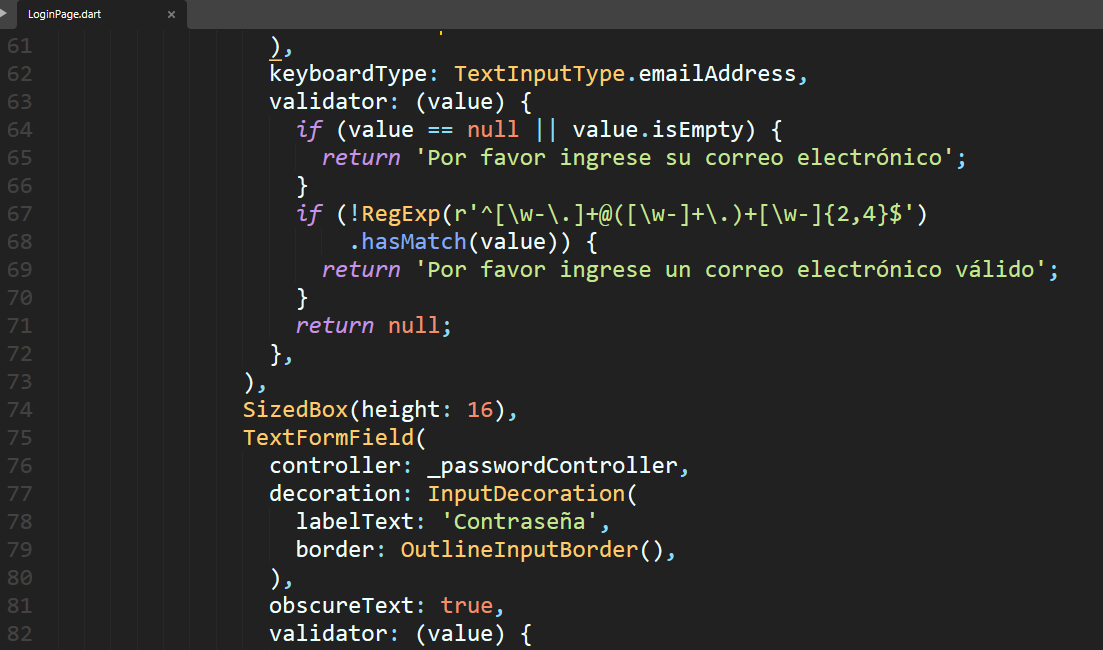 LoginPage.dart ×
61 ),
62 keyboardType: TextInputType.emailAddress,
63 validator: (value) {
64 if (value == null || value.isEmpty) {
65 return 'Por favor ingrese su correo electrónico';
66 }
67 if (!RegExp(r'^[\w-\.]+@([\w-]+\.)+[\w-]{2,4}$')
68 .hasMatch(value)) {
69 return 'Por favor ingrese un correo electrónico válido';
70 }
71 return null;
72 },
73 ),
74 SizedBox(height: 16),
75 TextFormField(
76 controller: _passwordController,
77 decoration: InputDecoration(
78 labelText: 'Contraseña',
79 border: OutlineInputBorder(),
80 ),
81 obscureText: true,
82 validator: (value) {